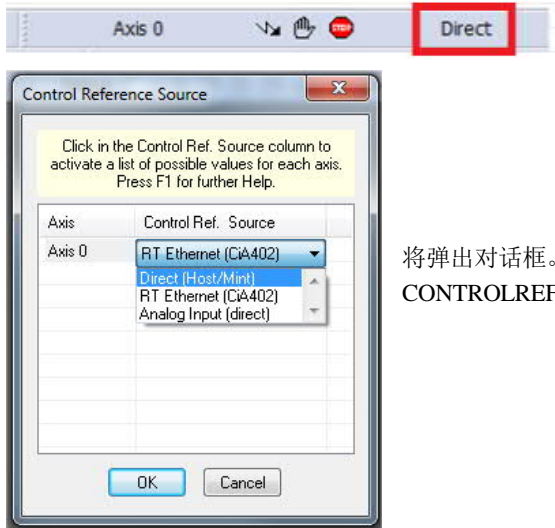 Axis 0 STOP Direct
Control Reference Source
Click in the Control Ref. Source column to
activate a list of possible values for each axis.
Press F1 for further Help.
Axis Control Ref. Source
Axis 0 RT Ethernet (CiA402)
Direct (Host/Mint)
RT Ethernet (CiA402)
Analog Input (direct)
OK Cancel
将弹出对话框。
CONTROLREF